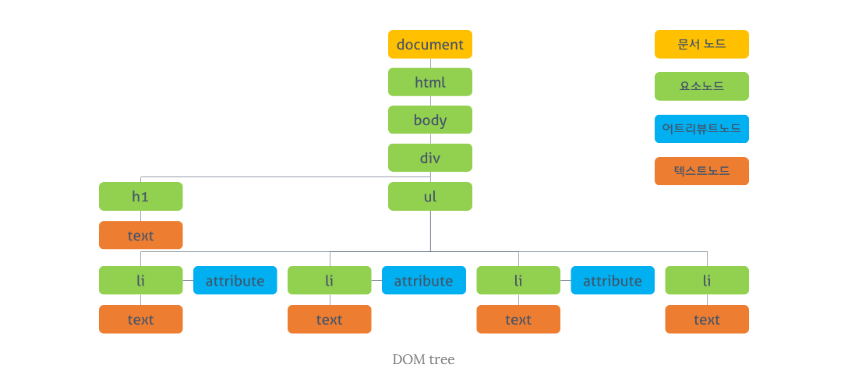 document
문서 노드
html
요소노드
body
어트리뷰트노드
div
텍스트노드
h1
ul
text
li attribute li attribute li attribute li
text text text text
DOM tree